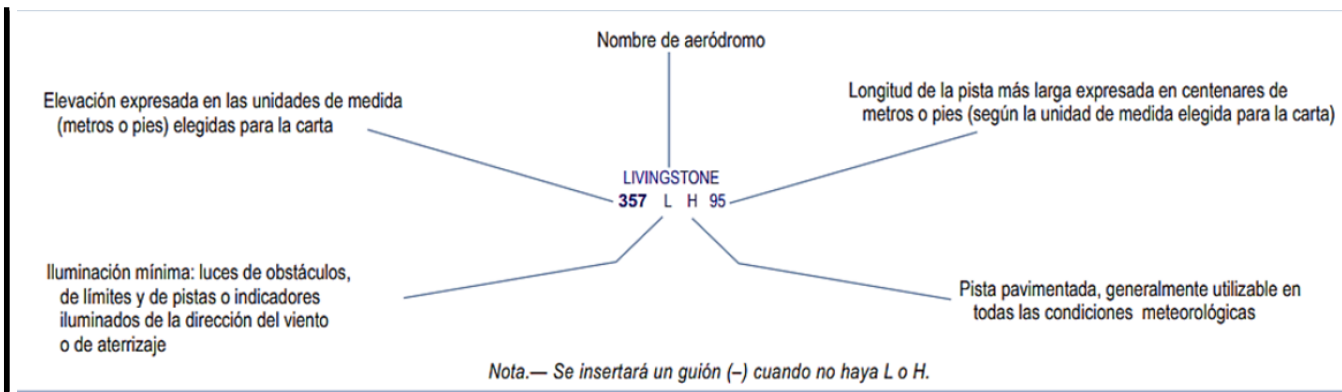 Nombre de aeródromo
Elevación expresada en las unidades de medida
(metros o pies) elegidas para la carta
Longitud de la pista más larga expresada en centenares de
metros o pies (según la unidad de medida elegida para la carta)
LIVINGSTONE
357 L H 95
Iluminación mínima: luces de obstáculos,
de límites y de pistas o indicadores
iluminados de la dirección del viento
o de aterrizaje
Pista pavimentada, generalmente utilizable en
todas las condiciones meteorológicas
Nota.— Se insertará un guión (–) cuando no haya L o H.